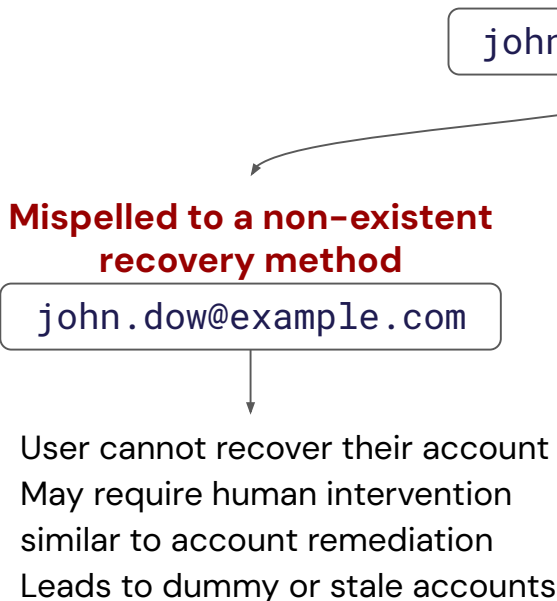 john
Mispelled to a non-existent
recovery method
john.dow@example.com
User cannot recover their account
May require human intervention
similar to account remediation
Leads to dummy or stale accounts